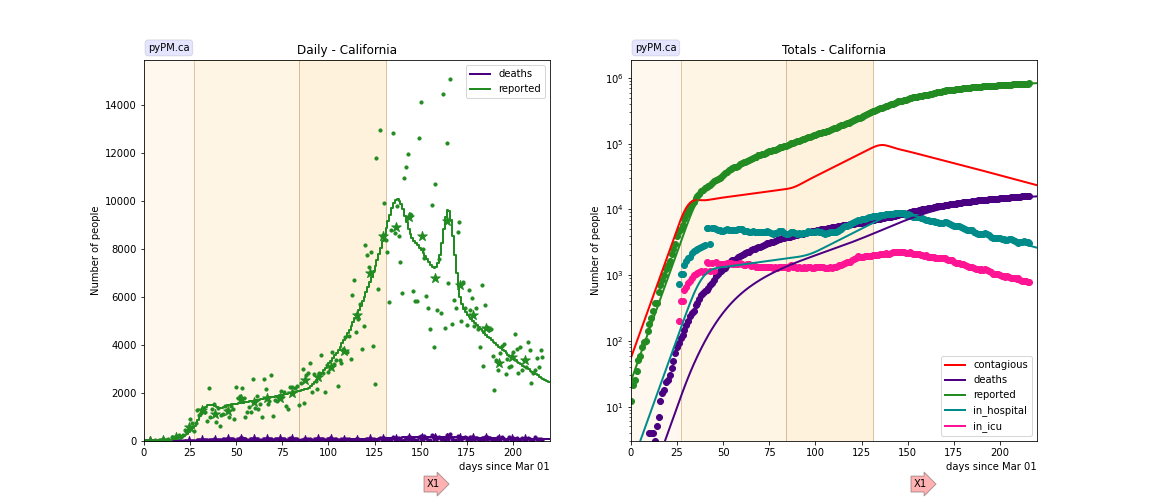 pyPM.ca
Daily - California
deaths
reported
Number of people
14000
12000
10000
8000
6000
4000
2000
0
0 25 50 75 100 125 150 175 200
days since Mar 01
X1
pyPM.ca
Totals - California
Number of people
10^6
10^5
10^4
10^3
10^2
10^1
contagious
deaths
reported
in_hospital
in_icu
0 25 50 75 100 125 150 175 200
days since Mar 01
X1